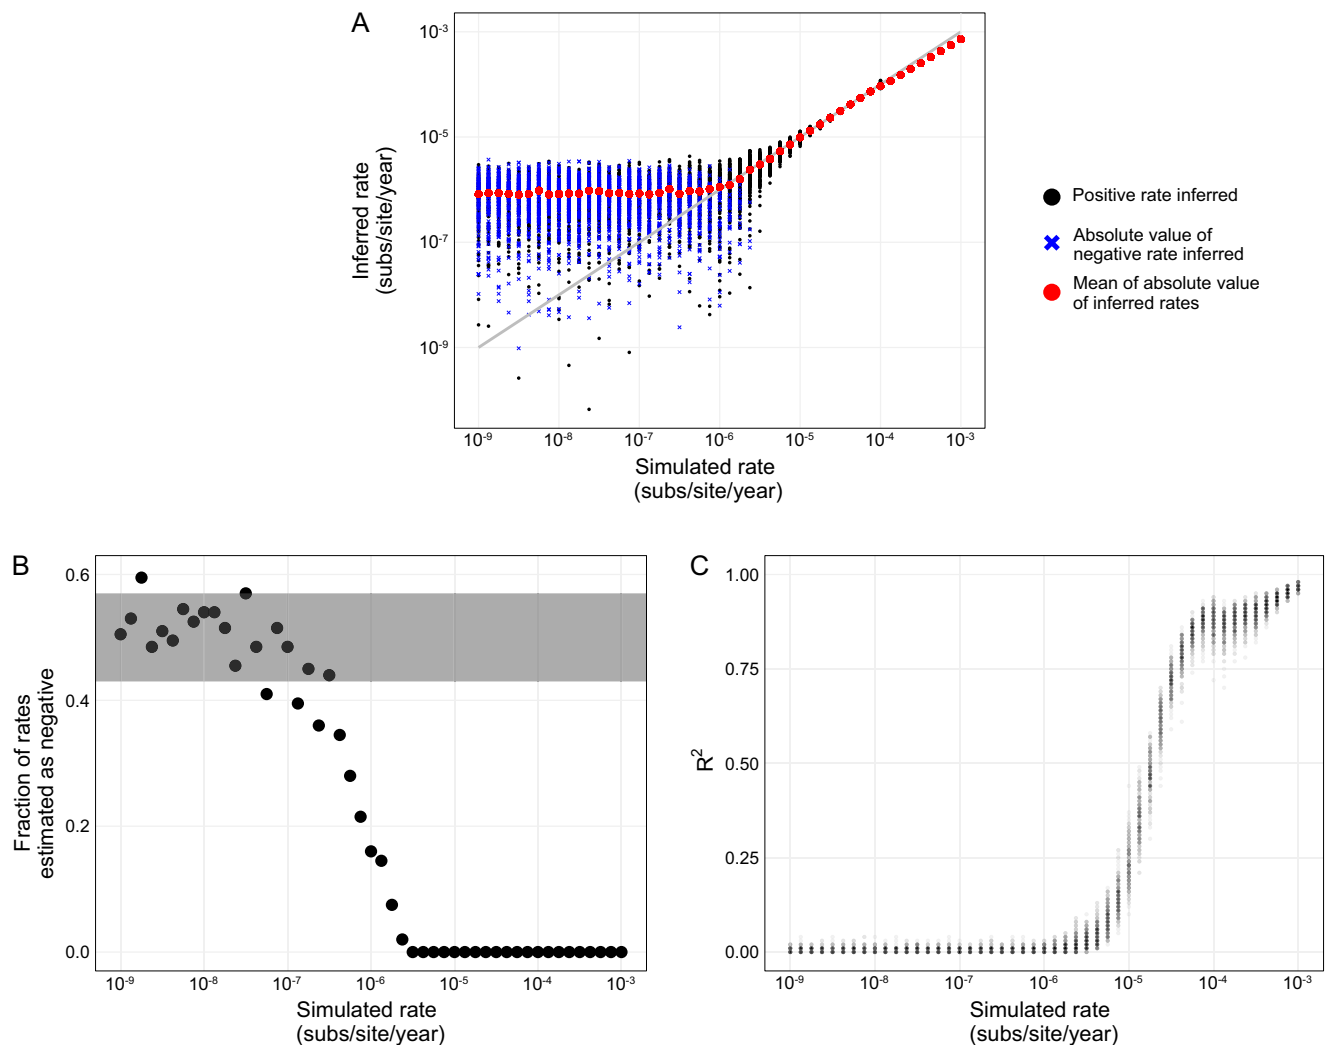 A
10-3
10-5
10-7
10-9
Inferred rate
(subs/site/year)
10-9 10-8 10-7 10-6 10-5 10-4 10-3
Simulated rate
(subs/site/year)
Positive rate inferred
Absolute value of
negative rate inferred
Mean of absolute value
of inferred rates
B
0.6
0.4
0.2
0.0
Fraction of rates
estimated as negative
10-9 10-8 10-7 10-6 10-5 10-4 10-3
Simulated rate
(subs/site/year)
C
1.00
0.75
0.50
0.25
0.00
R2
10-9 10-8 10-7 10-6 10-5 10-4 10-3
Simulated rate
(subs/site/year)